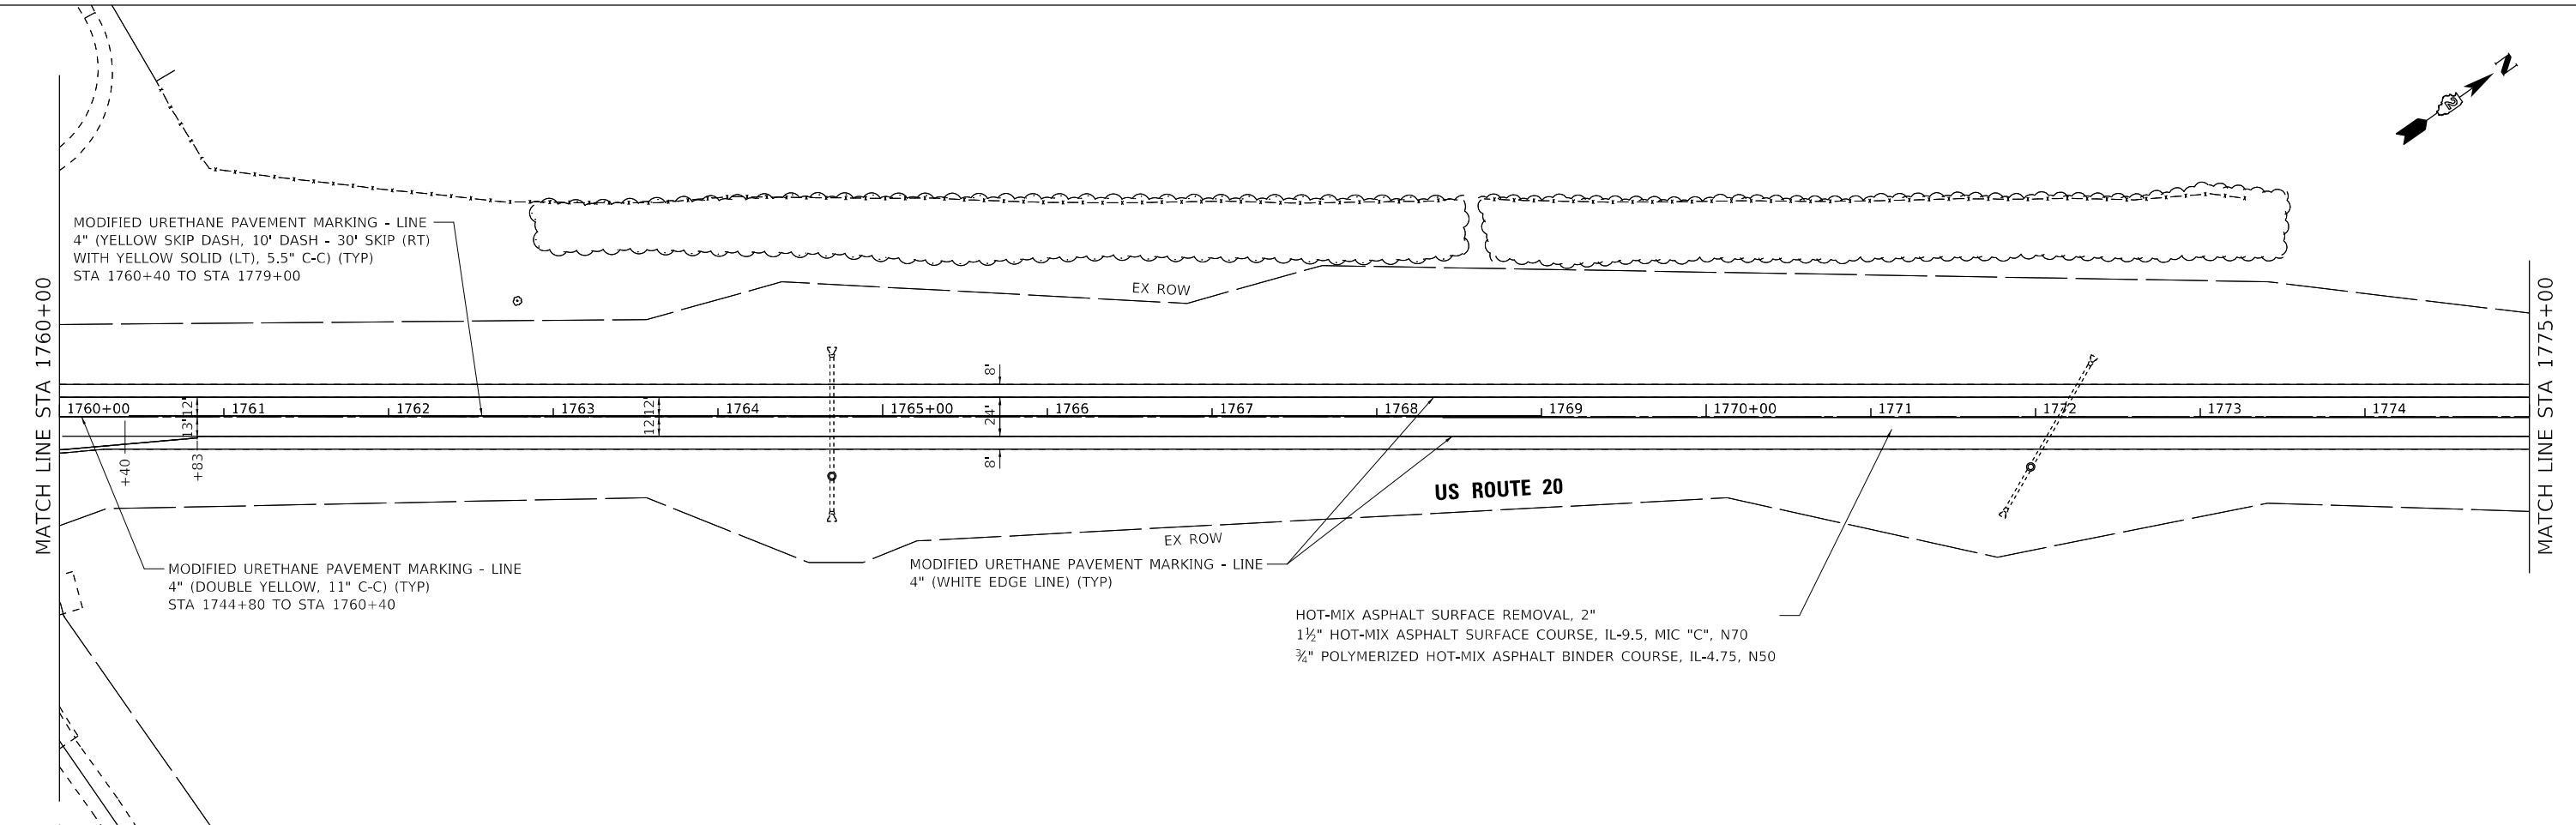 N
MODIFIED URETHANE PAVEMENT MARKING - LINE
4" (YELLOW SKIP DASH, 10' DASH - 30' SKIP (RT)
WITH YELLOW SOLID (LT), 5.5" C-C) (TYP)
STA 1760+40 TO STA 1779+00
EX ROW
MATCH LINE STA 1760+00
MATCH LINE STA 1775+00
8'
12'
12'
24'
1760+00
1761
1762
1763
1764
1765+00
1766
1767
1768
1769
1770+00
1771
1772
1773
1774
13'
12'
8'
+40
+83
US ROUTE 20
EX ROW
MODIFIED URETHANE PAVEMENT MARKING - LINE
4" (DOUBLE YELLOW, 11" C-C) (TYP)
STA 1744+80 TO STA 1760+40
MODIFIED URETHANE PAVEMENT MARKING - LINE
4" (WHITE EDGE LINE) (TYP)
HOT-MIX ASPHALT SURFACE REMOVAL, 2"
1½" HOT-MIX ASPHALT SURFACE COURSE, IL-9.5, MIC "C", N70
¾" POLYMERIZED HOT-MIX ASPHALT BINDER COURSE, IL-4.75, N50